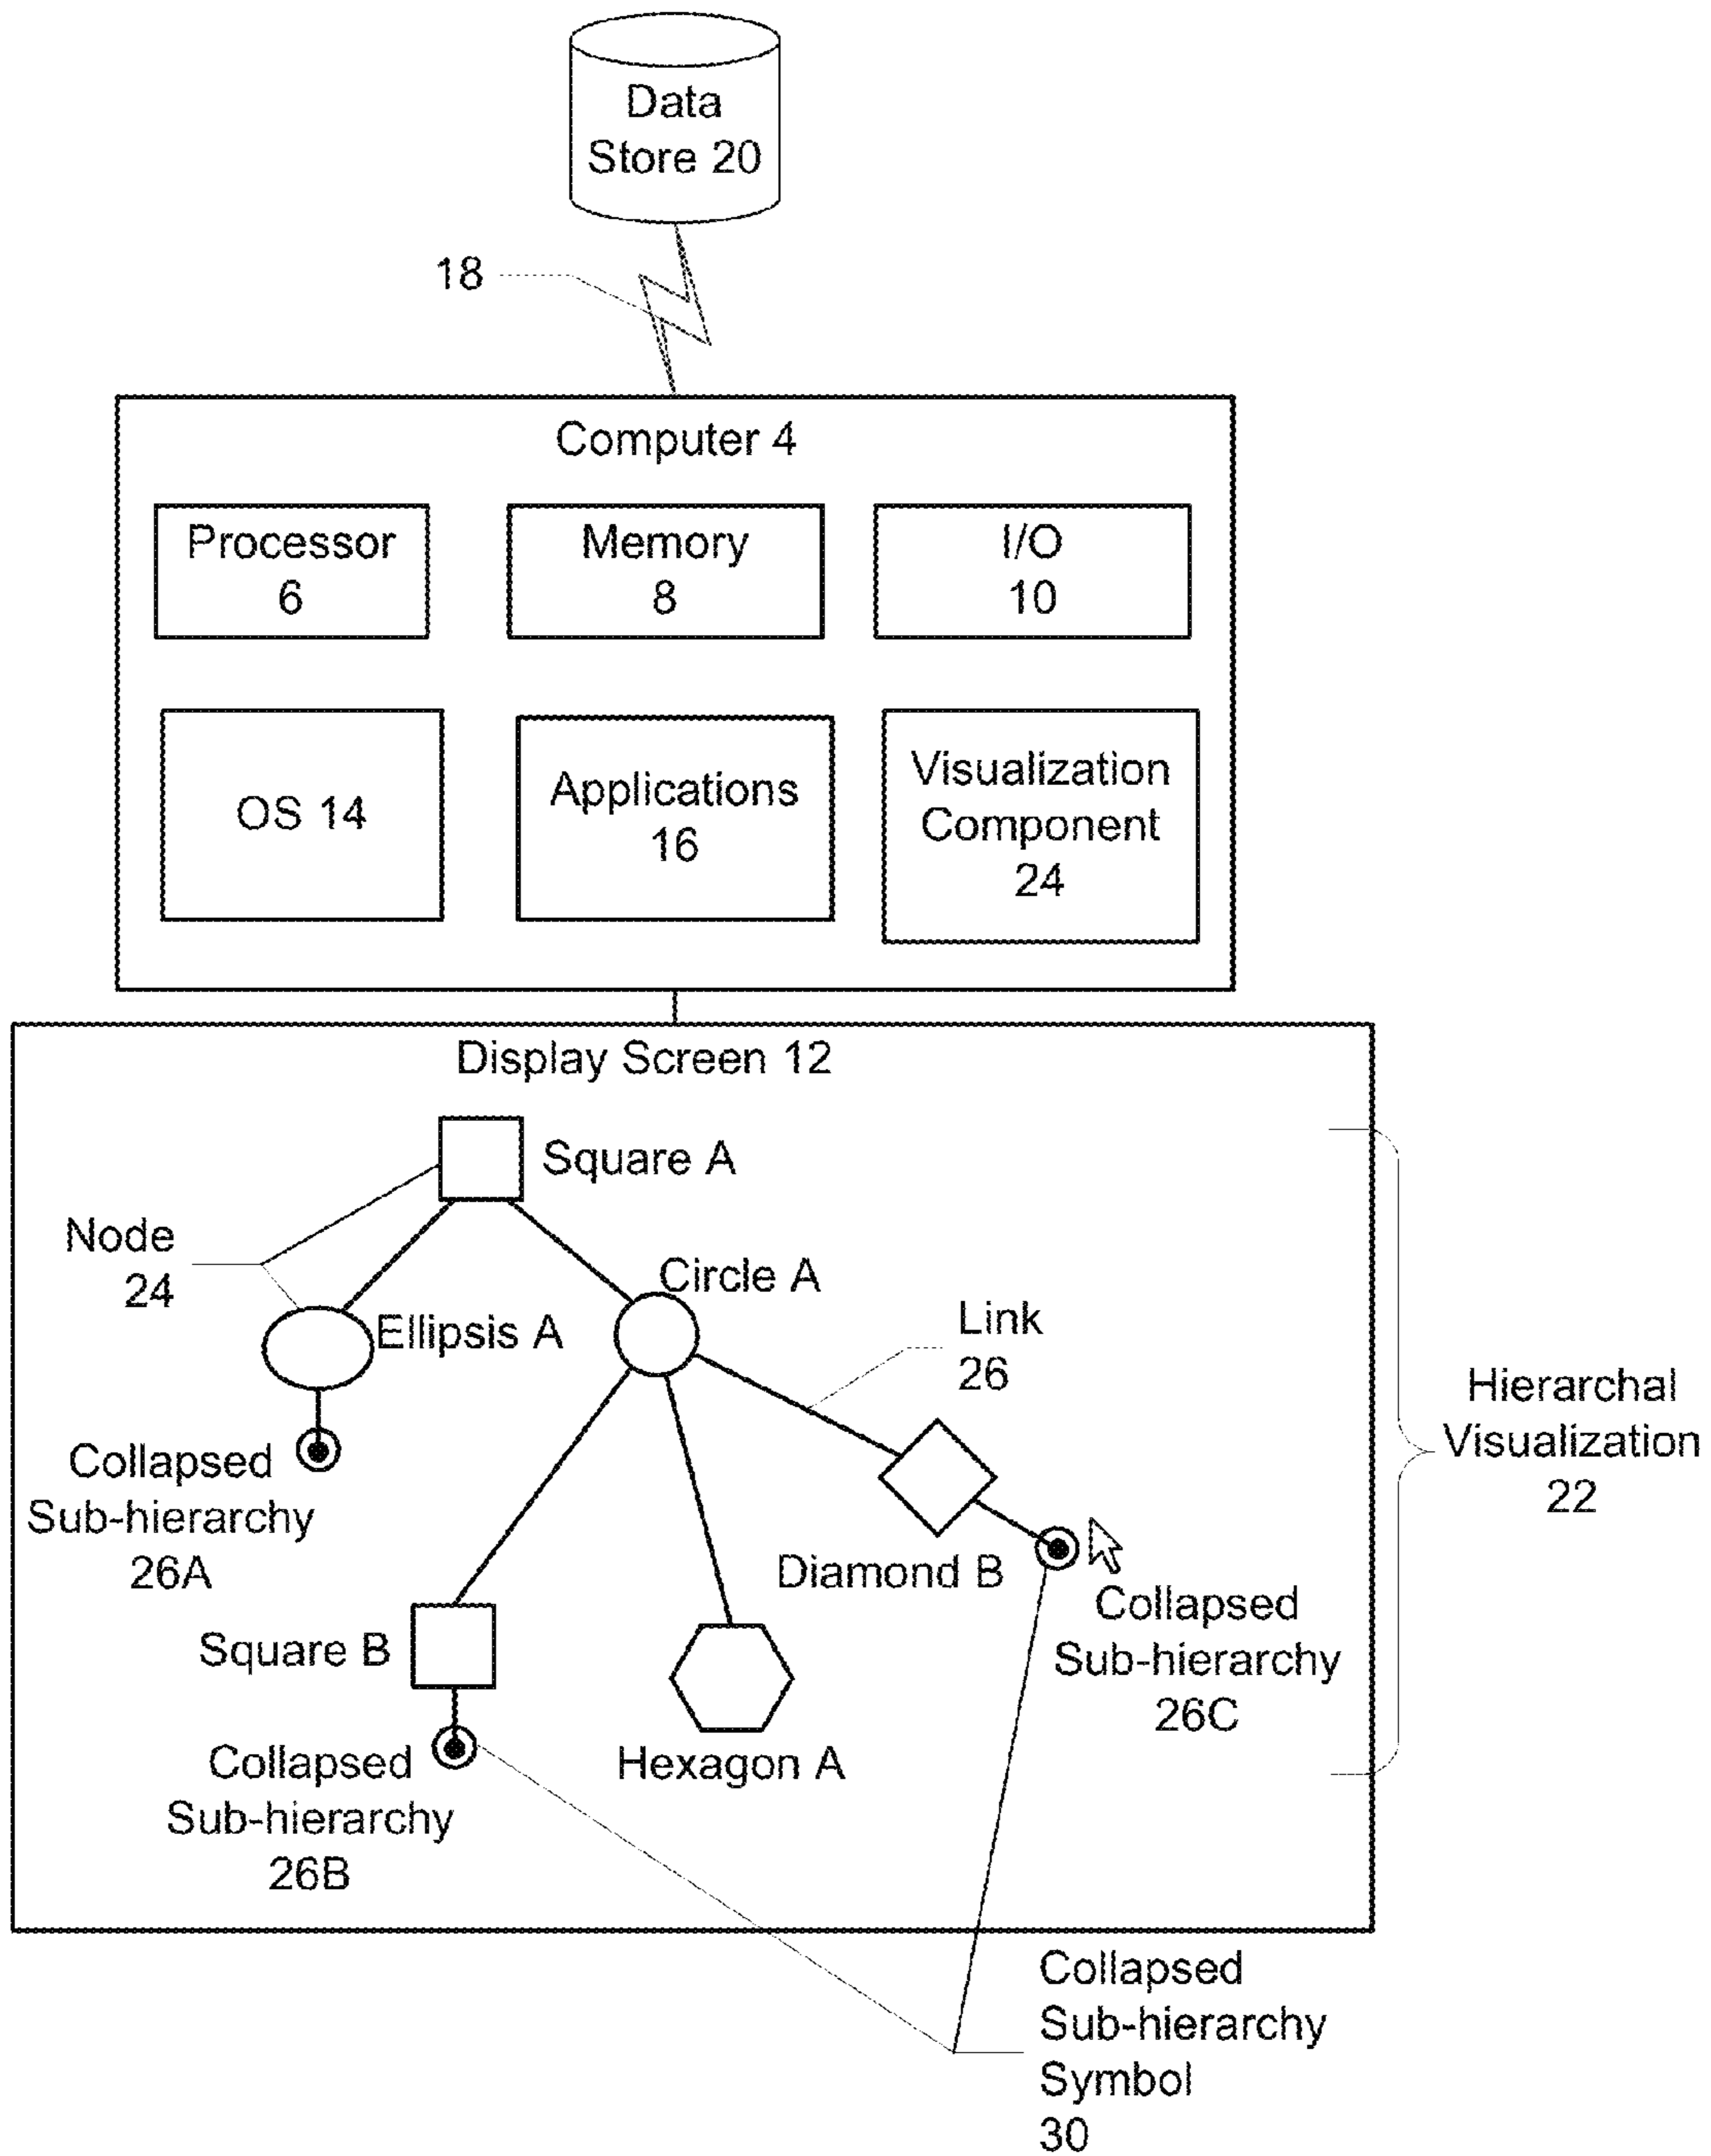 Data
Store 20
18
Computer 4
Processor
6
Memory
8
I/O
10
OS 14
Applications
16
Visualization
Component
24
Display Screen 12
Square A
Node
24
Circle A
Ellipsis A
Link
26
Hierarchal
Visualization
22
Collapsed
Sub-hierarchy
26A
Diamond B
Collapsed
Sub-hierarchy
26C
Square B
Hexagon A
Collapsed
Sub-hierarchy
26B
Collapsed
Sub-hierarchy
Symbol
30